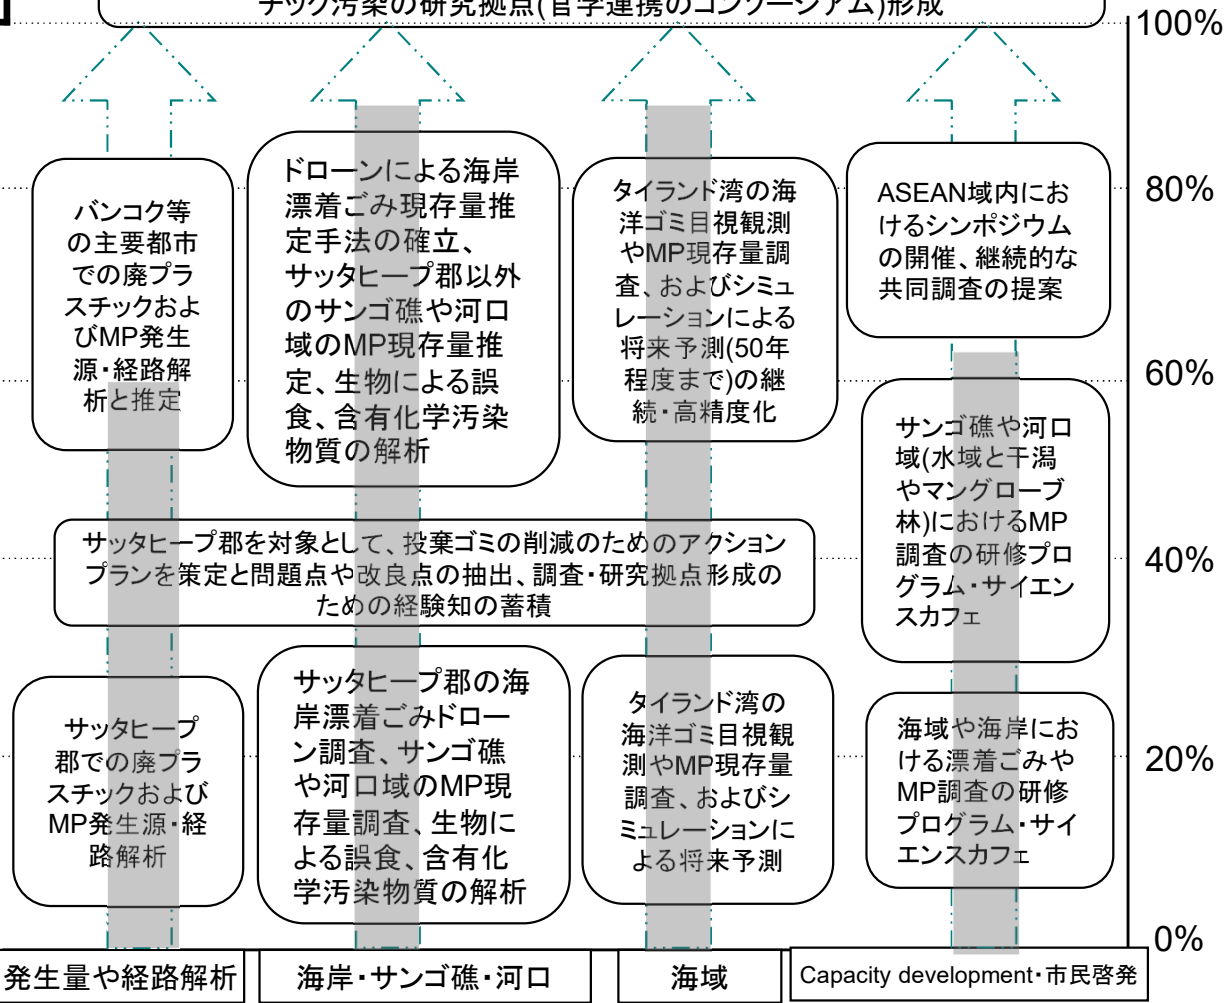 チック汚染の研究拠点(官学連携のコンソーシアム)形成
100%
80%
60%
40%
20%
0%
バンコク等
の主要都市
での廃プラ
スチックおよ
びMP発生
源・経路解
析と推定
ドローンによる海岸
漂着ごみ現存量推
定手法の確立、
サッタヒープ郡以外
のサンゴ礁や河口
域のMP現存量推
定、生物による誤
食、含有化学汚染
物質の解析
タイランド湾の海
洋ゴミ目視観測
やMP現存量調
査、およびシミュ
レーションによる
将来予測(50年
程度まで)の継
続・高精度化
ASEAN域内にお
けるシンポジウム
の開催、継続的な
共同調査の提案
サンゴ礁や河口
域(水域と干潟
やマングローブ
林)におけるMP
調査の研修プロ
グラム・サイエン
スカフェ
サッタヒープ郡を対象として、投棄ゴミの削減のためのアクション
プランを策定と問題点や改良点の抽出、調査・研究拠点形成の
ための経験知の蓄積
サッタヒープ
郡での廃プラ
スチックおよび
MP発生源・経
路解析
サッタヒープ郡の海
岸漂着ごみドロー
ン調査、サンゴ礁
や河口域のMP現
存量調査、生物に
よる誤食、含有化
学汚染物質の解析
タイランド湾の
海洋ゴミ目視観
測やMP現存量
調査、およびシ
ミュレーションに
よる将来予測
海域や海岸にお
ける漂着ごみや
MP調査の研修
プログラム・サイ
エンスカフェ
発生量や経路解析
海岸・サンゴ礁・河口
海域
Capacity development・市民啓発